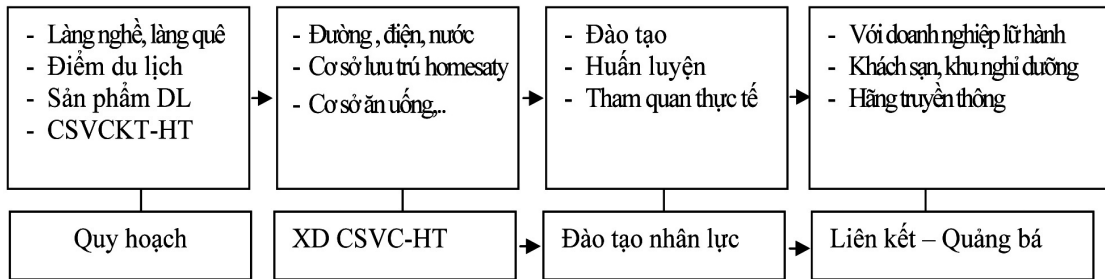 - Làng nghề, làng quê
- Điểm du lịch
- Sản phẩm DL
- CSVCKT-HT
- Đường , điện, nước
- Cơ sở lưu trú homesaty
- Cơ sở ăn uống,..
- Đào tạo
- Huấn luyện
- Tham quan thực tế
- Với doanh nghiệp lữ hành
- Khách sạn, khu nghỉ dưỡng
- Hãng truyền thông
Quy hoạch
XD CSVC-HT
Đào tạo nhân lực
Liên kết – Quảng bá